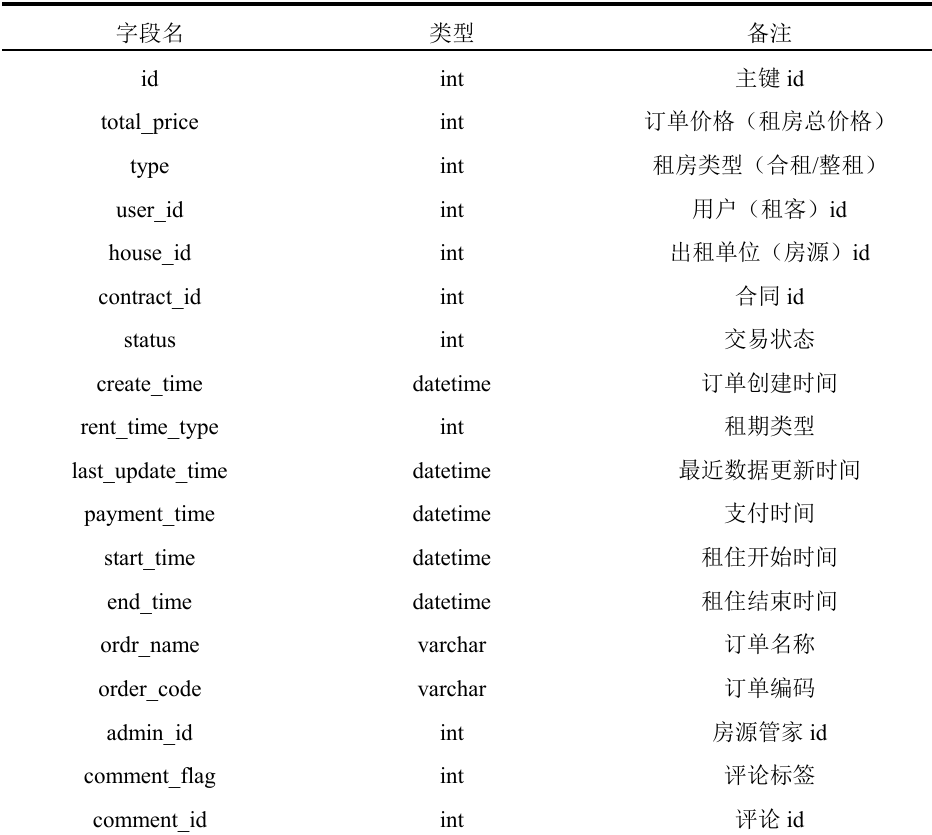 字段名 类型 备注
id int 主键 id
total_price int 订单价格（租房总价格）
type int 租房类型（合租/整租）
user_id int 用户（租客）id
house_id int 出租单位（房源）id
contract_id int 合同 id
status int 交易状态
create_time datetime 订单创建时间
rent_time_type int 租期类型
last_update_time datetime 最近数据更新时间
payment_time datetime 支付时间
start_time datetime 租住开始时间
end_time datetime 租住结束时间
ordr_name varchar 订单名称
order_code varchar 订单编码
admin_id int 房源管家 id
comment_flag int 评论标签
comment_id int 评论 id